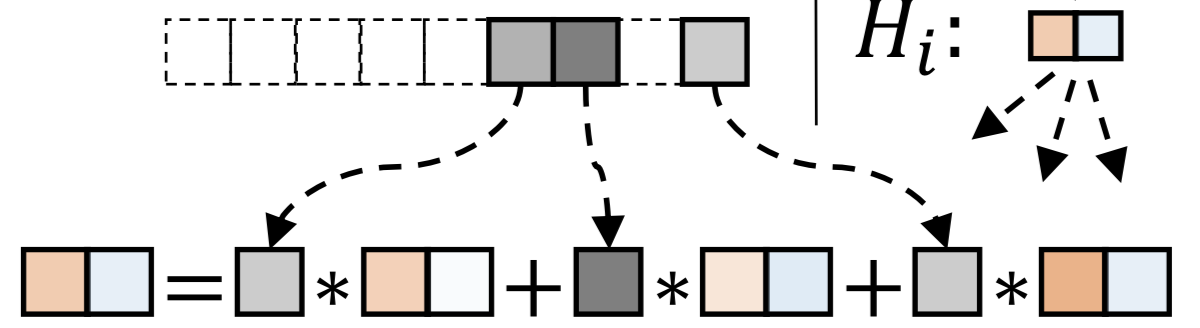 H_i:
= * + * + *